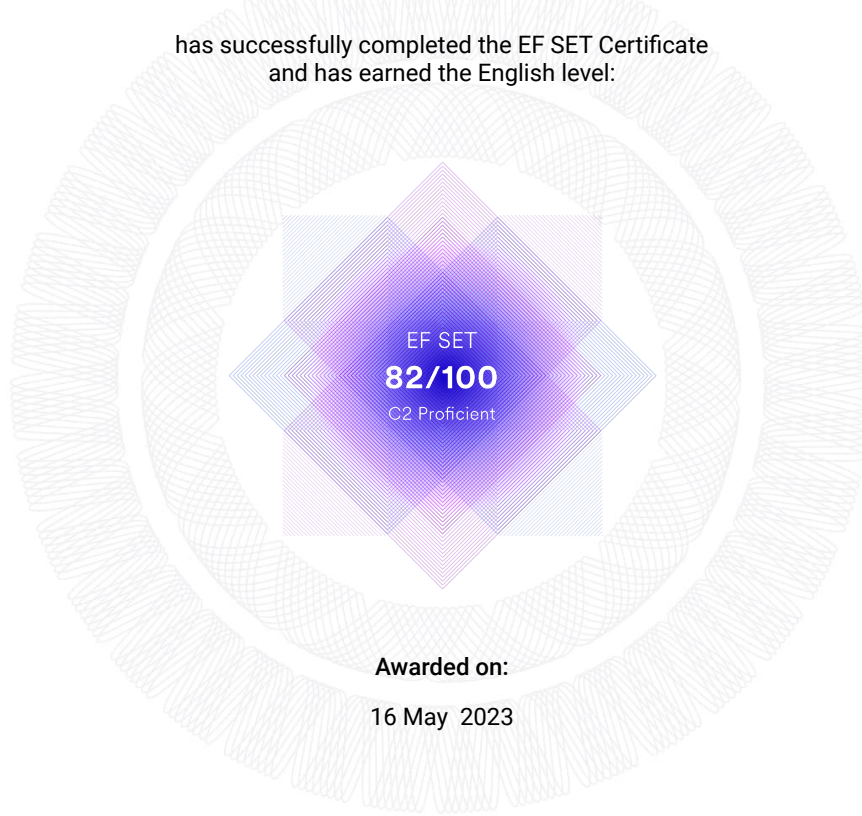 has successfully completed the EF SET Certificate
and has earned the English level:
EF SET
82/100
C2 Proficient
Awarded on:
16 May  2023